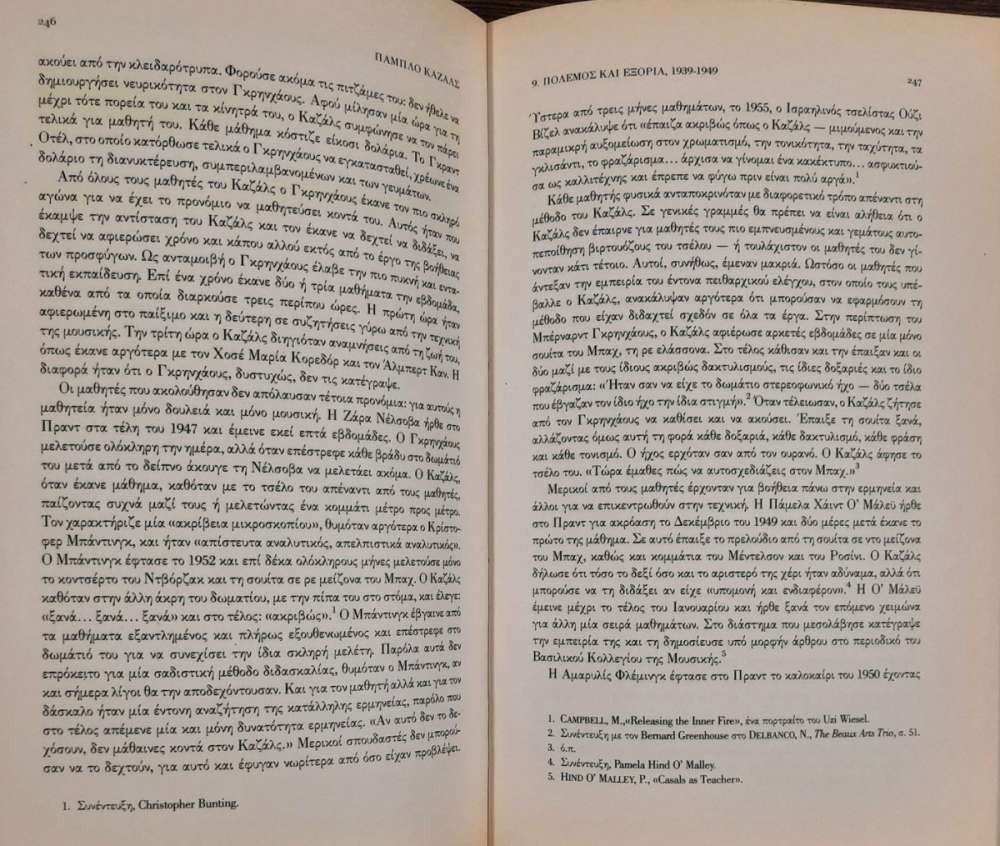 246
ΠΑΜΠΛΟ ΚΑΖΑΛΣ
ακούει από την κλειδαρότρυπα. Φορούσε ακόμα τις πιτζάμες του: δεν ήθελε να
δημιουργήσει νευρικότητα στον Γκρηνχάους. Αφού μίλησαν μία ώρα για τη
μέχρι τότε πορεία του και τα κίνητρά του, ο Καζάλς συμφώνησε να τον πάρει
τελικά για μαθητή του. Κάθε μάθημα κόστιζε είκοσι δολάρια. Το Γκραντ
Οτέλ, στο οποίο κατόρθωσε τελικά ο Γκρηνχάους να εγκατασταθεί, χρέωνε ένα
δολάριο τη διανυκτέρευση, συμπεριλαμβανομένων και των γευμάτων.
Από όλους τους μαθητές του Καζάλς ο Γκρηνχάους έκανε τον πιο σκληρό
αγώνα για να έχει το προνόμιο να μαθητεύσει κοντά του. Αυτός ήταν που
έκαμψε την αντίσταση του Καζάλς και τον έκανε να δεχτεί να διδάξει, να
δεχτεί να αφιερώσει χρόνο και κάπου αλλού εκτός από το έργο της βοήθειας
των προσφύγων. Ως ανταμοιβή ο Γκρηνχάους έλαβε την πιο πυκνή και εντα-
τική εκπαίδευση. Επί ένα χρόνο έκανε δύο ή τρία μαθήματα την εβδομάδα,
καθένα από τα οποία διαρκούσε τρεις περίπου ώρες. Η πρώτη ώρα ήταν
αφιερωμένη στο παίξιμο και η δεύτερη σε συζητήσεις γύρω από την τεχνική
της μουσικής. Την τρίτη ώρα ο Καζάλς διηγιόταν αναμνήσεις από τη ζωή του,
όπως έκανε αργότερα με τον Χοσέ Μαρία Κορεδόρ και τον Άλμπερτ Καν. Η
διαφορά ήταν ότι ο Γκρηνχάους, δυστυχώς, δεν τις κατέγραψε.
Οι μαθητές που ακολούθησαν δεν απόλαυσαν τέτοια προνόμια: για αυτούς η
μαθητεία ήταν μόνο δουλειά και μόνο μουσική. Η Ζάρα Νέλσοβα ήρθε στο
Πραντ στα τέλη του 1947 και έμεινε εκεί επτά εβδομάδες. Ο Γκρηνχάους
μελετούσε ολόκληρη την ημέρα, αλλά όταν επέστρεφε κάθε βράδυ στο δωμάτιό
του μετά από το δείπνο άκουγε τη Νέλσοβα να μελετάει ακόμα. Ο Καζάλς,
όταν έκανε μάθημα, καθόταν με το τσέλο του απέναντι από τους μαθητές,
παίζοντας συχνά μαζί τους ή μελετώντας ένα κομμάτι μέτρο προς μέτρο.
Τον χαρακτήριζε μία «ακρίβεια μικροσκοπίου», θυμόταν αργότερα ο Κρίστο-
φερ Μπάντινγκ, και ήταν «απίστευτα αναλυτικός, απελπιστικά αναλυτικός».
Ο Μπάντινγκ έφτασε το 1952 και επί δέκα ολόκληρους μήνες μελετούσε μόνο
το κοντσέρτο του Ντβόρζακ και τη σουίτα σε ρε μείζονα του Μπαχ. Ο Καζάλς
καθόταν στην άλλη άκρη του δωματίου, με την πίπα του στο στόμα, και έλεγε:
«ξανά... ξανά... ξανά» και στο τέλος: «ακριβώς».1 Ο Μπάντινγκ έβγαινε από
τα μαθήματα εξαντλημένος και πλήρως εξουθενωμένος και επέστρεφε στο
δωμάτιό του για να συνεχίσει την ίδια σκληρή μελέτη. Παρόλα αυτά δεν
επρόκειτο για μία σαδιστική μέθοδο διδασκαλίας, θυμόταν ο Μπάντινγκ, αν
και σήμερα λίγοι θα την αποδέχονταν. Και για τον μαθητή αλλά και για τον
δάσκαλο ήταν μία έντονη αναζήτηση της κατάλληλης ερμηνείας, παρόλο που
στο τέλος απέμενε μία και μόνη δυνατότητα ερμηνείας. «Αν αυτό δεν το δε-
χόσουν, δεν μάθαινες κοντά στον Καζάλς.» Μερικοί σπουδαστές δεν μπορού-
σαν να το δεχτούν, για αυτό και έφυγαν νωρίτερα από όσο είχαν προβλέψει.
1. Συνέντευξη, Christopher Bunting.
9. ΠΟΛΕΜΟΣ ΚΑΙ ΕΞΟΡΙΑ, 1939-1949
247
Ύστερα από τρεις μήνες μαθημάτων, το 1955, ο Ισραηλινός τσελίστας Ούζι
Βίζελ ανακάλυψε ότι «έπαιζα ακριβώς όπως ο Καζάλς — μιμούμενος και την
παραμικρή αυξομείωση στον χρωματισμό, την τονικότητα, την ταχύτητα, τα
γκλισάντι, το φραζάρισμα... άρχισα να γίνομαι ένα κακέκτυπο... ασφυκτιού-
σα ως καλλιτέχνης και έπρεπε να φύγω πριν είναι πολύ αργά».1
Κάθε μαθητής φυσικά ανταποκρινόταν με διαφορετικό τρόπο απέναντι στη
μέθοδο του Καζάλς. Σε γενικές γραμμές θα πρέπει να είναι αλήθεια ότι ο
Καζάλς δεν έπαιρνε για μαθητές τους πιο εμπνευσμένους και γεμάτους αυτο-
πεποίθηση βιρτουόζους του τσέλου — ή τουλάχιστον οι μαθητές του δεν γί-
νονταν κάτι τέτοιο. Αυτοί, συνήθως, έμεναν μακριά. Ωστόσο οι μαθητές που
άντεξαν την εμπειρία του έντονα πειθαρχικού ελέγχου, στον οποίο τους υπέ-
βαλλε ο Καζάλς, ανακάλυψαν αργότερα ότι μπορούσαν να εφαρμόσουν τη
μέθοδο που είχαν διδαχτεί σχεδόν σε όλα τα έργα. Στην περίπτωση του
Μπέρναρντ Γκρηνχάους, ο Καζάλς αφιέρωσε αρκετές εβδομάδες σε μία μόνο
σουίτα του Μπαχ, τη ρε ελάσσονα. Στο τέλος κάθισαν και την έπαιξαν και οι
δύο μαζί με τους ίδιους ακριβώς δακτυλισμούς, τις ίδιες δοξαριές και το ίδιο
φραζάρισμα: «Ήταν σαν να είχε το δωμάτιο στερεοφωνικό ήχο — δύο τσέλα
που έβγαζαν τον ίδιο ήχο την ίδια στιγμή».2 Όταν τέλειωσαν, ο Καζάλς ζήτησε
από τον Γκρηνχάους να καθίσει και να ακούσει. Έπαιξε τη σουίτα ξανά,
αλλάζοντας όμως αυτή τη φορά κάθε δοξαριά, κάθε δακτυλισμό, κάθε φράση
και κάθε τονισμό. Ο ήχος ερχόταν σαν από τον ουρανό. Ο Καζάλς άφησε το
τσέλο του. «Τώρα έμαθες πώς να αυτοσχεδιάζεις στον Μπαχ.»3
Μερικοί από τους μαθητές έρχονταν για βοήθεια πάνω στην ερμηνεία και
άλλοι για να επικεντρωθούν στην τεχνική. Η Πάμελα Χάιντ Ο’ Μάλεϋ ήρθε
στο Πραντ για ακρόαση το Δεκέμβριο του 1949 και δύο μέρες μετά έκανε το
πρώτο της μάθημα. Σε αυτό έπαιξε το πρελούδιο από τη σουίτα σε ντο μείζονα
του Μπαχ, καθώς και κομμάτια του Μέντελσον και του Ροσίνι. Ο Καζάλς
δήλωσε ότι τόσο το δεξί όσο και το αριστερό της χέρι ήταν αδύναμα, αλλά ότι
μπορούσε να τη διδάξει αν είχε «υπομονή και ενδιαφέρον».4 Η Ο’ Μάλεϋ
έμεινε μέχρι το τέλος του Ιανουαρίου και ήρθε ξανά τον επόμενο χειμώνα
για άλλη μία σειρά μαθημάτων. Στο διάστημα που μεσολάβησε κατέγραψε
την εμπειρία της και τη δημοσίευσε υπό μορφήν άρθρου στο περιοδικό του
Βασιλικού Κολλεγίου της Μουσικής.5
Η Αμαρυλίς Φλέμινγκ έφτασε στο Πραντ το καλοκαίρι του 1950 έχοντας
1. CAMPBELL, M.,«Releasing the Inner Fire», ένα πορτραίτο του Uzi Wiesel.
2. Συνέντευξη με τον Bernard Greenhouse στο DELBANCO, N., The Beaux Arts Trio, σ. 51.
3. ό.π.
4. Συνέντευξη, Pamela Hind O’ Malley.
5. HIND O’ MALLEY, P., «Casals as Teacher».